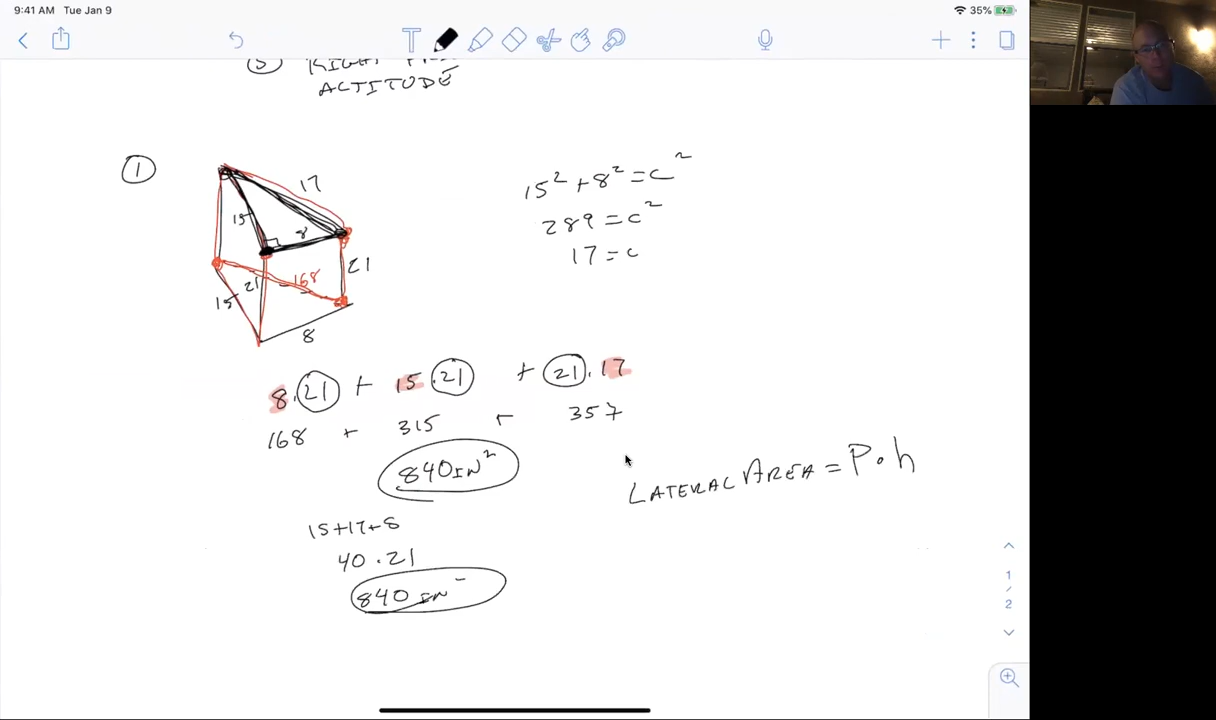 9:41 AM Tue Jan 9
35%
T
ACTITUDE
1
17
15
8
21
21
168
15
8
15² + 8² = c²
289 = c²
17 = c
8 . 21 + 15 . 21 + 21 . 17
168 + 315 + 357
840 IN²
LATERAL AREA = P • h
15+17+8
40 . 21
840 IN
1
/
2